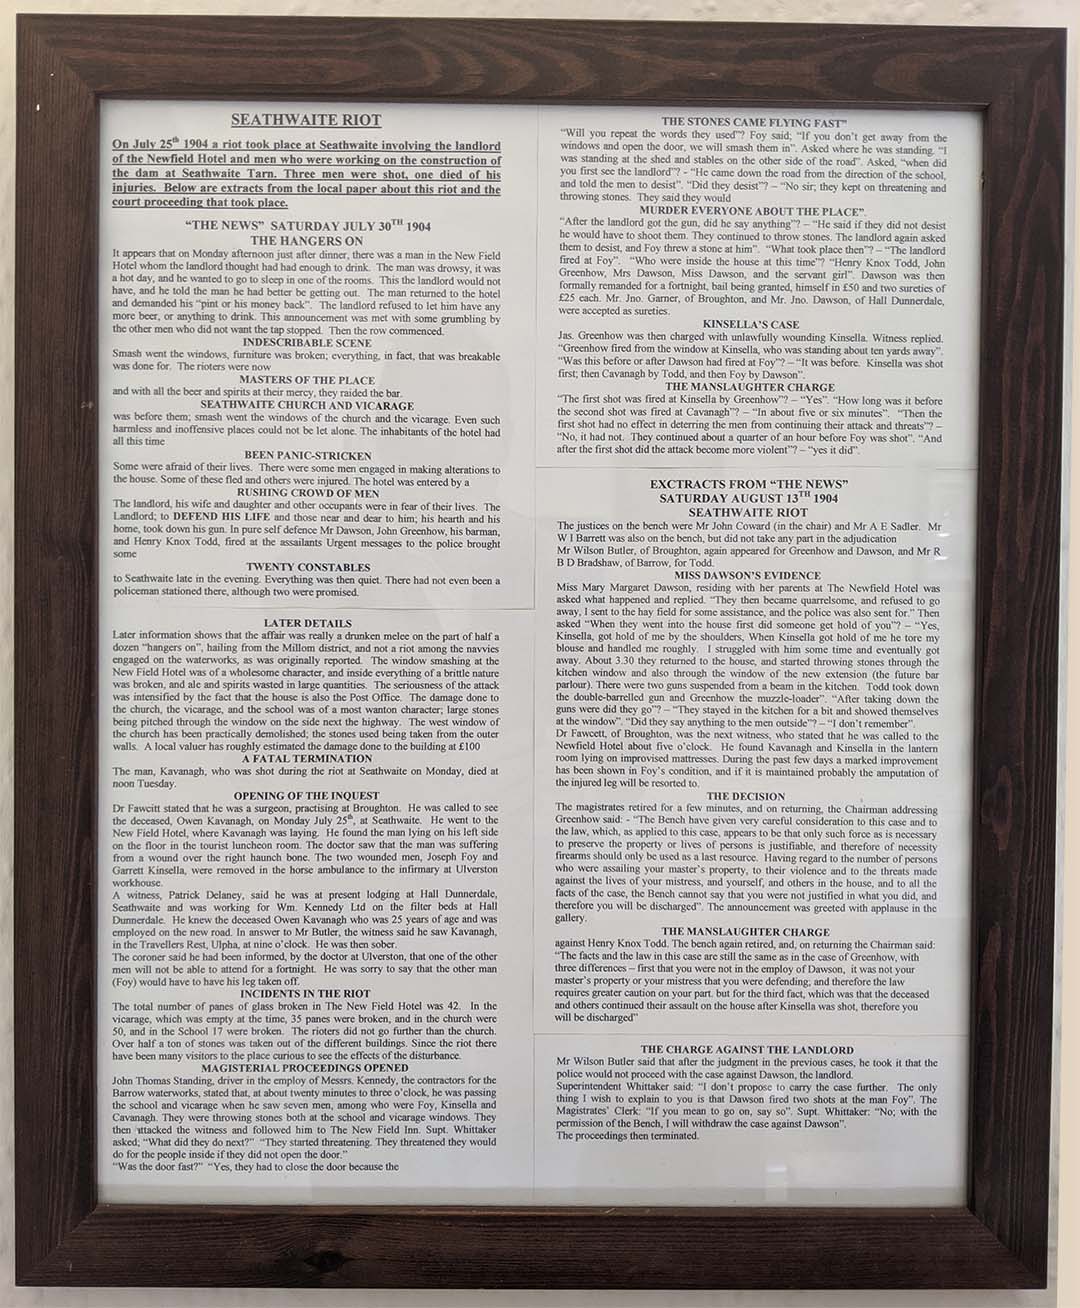 SEATHWAITE RIOT
On July 25th 1904 a riot took place at Seathwaite involving the landlord
of the Newfield Hotel and men who were working on the construction of
the dam at Seathwaite Tarn. Three men were shot, one died of his
injuries. Below are extracts from the local paper about this riot and the
court proceeding that took place.
"THE NEWS" SATURDAY JULY 30TH 1904
THE HANGERS ON
It appears that on Monday afternoon just after dinner, there was a man in the New Field
Hotel whom the landlord thought had had enough to drink. The man was drowsy, it was
a hot day, and he wanted to go to sleep in one of the rooms. This the landlord would not
have, and he told the man he had better be getting out. The man returned to the hotel
and demanded his "pint or his money back". The landlord refused to let him have any
more beer, or anything to drink. This announcement was met with some grumbling by
the other men who did not want the tap stopped. Then the row commenced.
INDESCRIBABLE SCENE
Smash went the windows, furniture was broken; everything, in fact, that was breakable
was done for. The rioters were now
MASTERS OF THE PLACE
and with all the beer and spirits at their mercy, they raided the bar.
SEATHWAITE CHURCH AND VICARAGE
was before them; smash went the windows of the church and the vicarage. Even such
harmless and inoffensive places could not be let alone. The inhabitants of the hotel had
all this time
BEEN PANIC-STRICKEN
Some were afraid of their lives. There were some men engaged in making alterations to
the house. Some of these fled and others were injured. The hotel was entered by a
RUSHING CROWD OF MEN
The landlord, his wife and daughter and other occupants were in fear of their lives. The
Landlord; to DEFEND HIS LIFE and those near and dear to him; his hearth and his
home, took down his gun. In pure self defence Mr Dawson, John Greenhow, his barman,
and Henry Knox Todd, fired at the assailants Urgent messages to the police brought
some
TWENTY CONSTABLES
to Seathwaite late in the evening. Everything was then quiet. There had not even been a
policeman stationed there, although two were promised.
LATER DETAILS
Later information shows that the affair was really a drunken melee on the part of half a
dozen "hangers on", hailing from the Millom district, and not a riot among the navvies
engaged on the waterworks, as was originally reported. The window smashing at the
New Field Hotel was of a wholesome character, and inside everything of a brittle nature
was broken, and ale and spirits wasted in large quantities. The seriousness of the attack
was intensified by the fact that the house is also the Post Office. The damage done to
the church, the vicarage, and the school was of a most wanton character; large stones
being pitched through the window on the side next the highway. The west window of
the church has been practically demolished; the stones used being taken from the outer
walls. A local valuer has roughly estimated the damage done to the building at £100
A FATAL TERMINATION
The man, Kavanagh, who was shot during the riot at Seathwaite on Monday, died at
noon Tuesday.
OPENING OF THE INQUEST
Dr Fawcitt stated that he was a surgeon, practising at Broughton. He was called to see
the deceased, Owen Kavanagh, on Monday July 25th, at Seathwaite. He went to the
New Field Hotel, where Kavanagh was laying. He found the man lying on his left side
on the floor in the tourist luncheon room. The doctor saw that the man was suffering
from a wound over the right haunch bone. The two wounded men, Joseph Foy and
Garrett Kinsella, were removed in the horse ambulance to the infirmary at Ulverston
workhouse.
A witness, Patrick Delaney, said he was at present lodging at Hall Dunnerdale,
Seathwaite and was working for Wm. Kennedy Ltd on the filter beds at Hall
Dunnerdale. He knew the deceased Owen Kavanagh who was 25 years of age and was
employed on the new road. In answer to Mr Butler, the witness said he saw Kavanagh,
in the Travellers Rest, Ulpha, at nine o'clock. He was then sober.
The coroner said he had been informed, by the doctor at Ulverston, that one of the other
men will not be able to attend for a fortnight. He was sorry to say that the other man
(Foy) would have to have his leg taken off.
INCIDENTS IN THE RIOT
The total number of panes of glass broken in The New Field Hotel was 42. In the
vicarage, which was empty at the time, 35 panes were broken, and in the church were
50, and in the School 17 were broken. The rioters did not go further than the church.
Over half a ton of stones was taken out of the different buildings. Since the riot there
have been many visitors to the place curious to see the effects of the disturbance.
MAGISTERIAL PROCEEDINGS OPENED
John Thomas Standing, driver in the employ of Messrs. Kennedy, the contractors for the
Barrow waterworks, stated that, at about twenty minutes to three o'clock, he was passing
the school and vicarage when he saw seven men, among who were Foy, Kinsella and
Cavanagh. They were throwing stones both at the school and vicarage windows. They
then attacked the witness and followed him to The New Field Inn. Supt. Whittaker
asked; "What did they do next?" "They started threatening. They threatened they would
do for the people inside if they did not open the door."
"Was the door fast?" "Yes, they had to close the door because the
THE STONES CAME FLYING FAST"
"Will you repeat the words they used"? Foy said; "If you don't get away from the
windows and open the door, we will smash them in". Asked where he was standing. "I
was standing at the shed and stables on the other side of the road". Asked, "when did
you first see the landlord"? - "He came down the road from the direction of the school,
and told the men to desist". "Did they desist"? – "No sir; they kept on threatening and
throwing stones. They said they would
MURDER EVERYONE ABOUT THE PLACE".
"After the landlord got the gun, did he say anything"? – "He said if they did not desist
he would have to shoot them. They continued to throw stones. The landlord again asked
them to desist, and Foy threw a stone at him". "What took place then"? – "The landlord
fired at Foy". "Who were inside the house at this time"? "Henry Knox Todd, John
Greenhow, Mrs Dawson, Miss Dawson, and the servant girl". Dawson was then
formally remanded for a fortnight, bail being granted, himself in £50 and two sureties of
£25 each. Mr. Jno. Garner, of Broughton, and Mr. Jno. Dawson, of Hall Dunnerdale,
were accepted as sureties.
KINSELLA'S CASE
Jas. Greenhow was then charged with unlawfully wounding Kinsella. Witness replied.
"Greenhow fired from the window at Kinsella, who was standing about ten yards away".
"Was this before or after Dawson had fired at Foy"? – "It was before. Kinsella was shot
first; then Cavanagh by Todd, and then Foy by Dawson".
THE MANSLAUGHTER CHARGE
"The first shot was fired at Kinsella by Greenhow"? – "Yes". "How long was it before
the second shot was fired at Cavanagh"? – "In about five or six minutes". "Then the
first shot had no effect in deterring the men from continuing their attack and threats"? –
"No, it had not. They continued about a quarter of an hour before Foy was shot". "And
after the first shot did the attack become more violent"? – "yes it did".
EXCTRACTS FROM "THE NEWS"
SATURDAY AUGUST 13TH 1904
SEATHWAITE RIOT
The justices on the bench were Mr John Coward (in the chair) and Mr A E Sadler. Mr
W I Barrett was also on the bench, but did not take any part in the adjudication
Mr Wilson Butler, of Broughton, again appeared for Greenhow and Dawson, and Mr R
B D Bradshaw, of Barrow, for Todd.
MISS DAWSON'S EVIDENCE
Miss Mary Margaret Dawson, residing with her parents at The Newfield Hotel was
asked what happened and replied. "They then became quarrelsome, and refused to go
away, I sent to the hay field for some assistance, and the police was also sent for." Then
asked "When they went into the house first did someone get hold of you"? – "Yes,
Kinsella, got hold of me by the shoulders, When Kinsella got hold of me he tore my
blouse and handled me roughly. I struggled with him some time and eventually got
away. About 3.30 they returned to the house, and started throwing stones through the
kitchen window and also through the window of the new extension (the future bar
parlour). There were two guns suspended from a beam in the kitchen. Todd took down
the double-barrelled gun and Greenhow the muzzle-loader". "After taking down the
guns were did they go"? – "They stayed in the kitchen for a bit and showed themselves
at the window". "Did they say anything to the men outside"? – "I don't remember".
Dr Fawcett, of Broughton, was the next witness, who stated that he was called to the
Newfield Hotel about five o'clock. He found Kavanagh and Kinsella in the lantern
room lying on improvised mattresses. During the past few days a marked improvement
has been shown in Foy's condition, and if it is maintained probably the amputation of
the injured leg will be resorted to.
THE DECISION
The magistrates retired for a few minutes, and on returning, the Chairman addressing
Greenhow said: - "The Bench have given very careful consideration to this case and to
the law, which, as applied to this case, appears to be that only such force as is necessary
to preserve the property or lives of persons is justifiable, and therefore of necessity
firearms should only be used as a last resource. Having regard to the number of persons
who were assailing your master's property, to their violence and to the threats made
against the lives of your mistress, and yourself, and others in the house, and to all the
facts of the case, the Bench cannot say that you were not justified in what you did, and
therefore you will be discharged". The announcement was greeted with applause in the
gallery.
THE MANSLAUGHTER CHARGE
against Henry Knox Todd. The bench again retired, and, on returning the Chairman said:
"The facts and the law in this case are still the same as in the case of Greenhow, with
three differences – first that you were not in the employ of Dawson, it was not your
master's property or your mistress that you were defending; and therefore the law
requires greater caution on your part. but for the third fact, which was that the deceased
and others continued their assault on the house after Kinsella was shot, therefore you
will be discharged"
THE CHARGE AGAINST THE LANDLORD
Mr Wilson Butler said that after the judgment in the previous cases, he took it that the
police would not proceed with the case against Dawson, the landlord.
Superintendent Whittaker said: "I don't propose to carry the case further. The only
thing I wish to explain to you is that Dawson fired two shots at the man Foy". The
Magistrates' Clerk: "If you mean to go on, say so". Supt. Whittaker: "No; with the
permission of the Bench, I will withdraw the case against Dawson".
The proceedings then terminated.